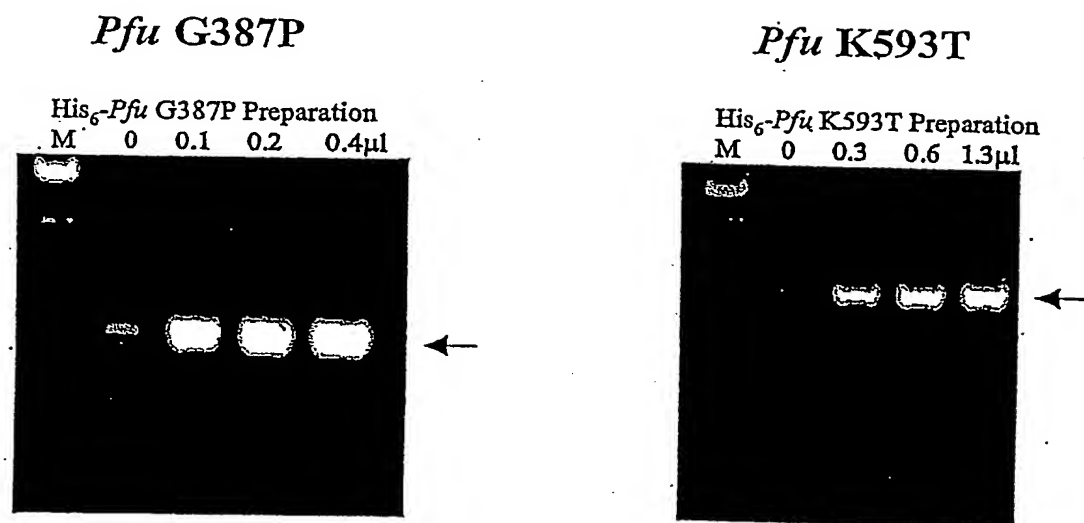 Pfu G387P
His6-Pfu G387P Preparation
M 0 0.1 0.2 0.4µl
Pfu K593T
His6-Pfu K593T Preparation
M 0 0.3 0.6 1.3µl